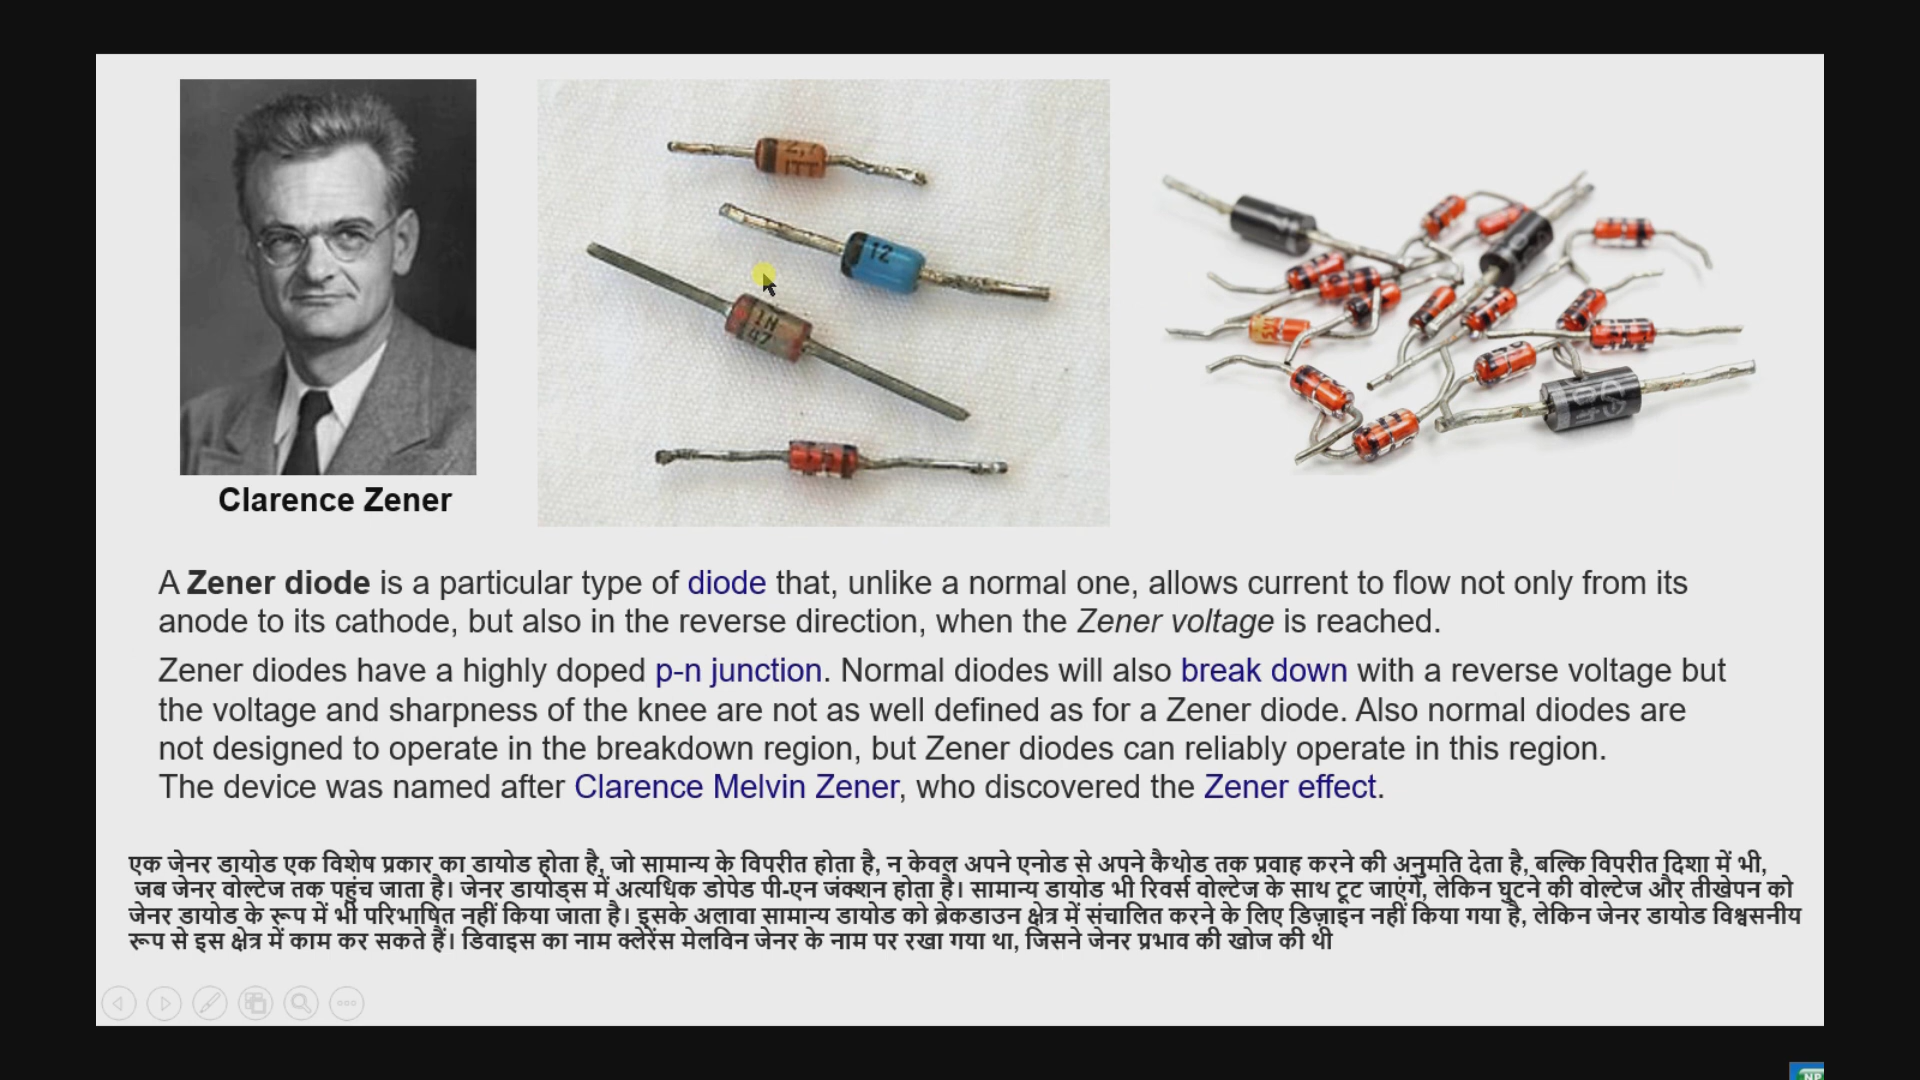 2,7
ITT
12
1N
47
Clarence Zener
A Zener diode is a particular type of diode that, unlike a normal one, allows current to flow not only from its
anode to its cathode, but also in the reverse direction, when the Zener voltage is reached.
Zener diodes have a highly doped p-n junction. Normal diodes will also break down with a reverse voltage but
the voltage and sharpness of the knee are not as well defined as for a Zener diode. Also normal diodes are
not designed to operate in the breakdown region, but Zener diodes can reliably operate in this region.
The device was named after Clarence Melvin Zener, who discovered the Zener effect.
एक जेनर डायोड एक विशेष प्रकार का डायोड होता है, जो सामान्य के विपरीत होता है, न केवल अपने एनोड से अपने कैथोड तक प्रवाह करने की अनुमति देता है, बल्कि विपरीत दिशा में भी,
जब जेनर वोल्टेज तक पहुंच जाता है। जेनर डायोड्स में अत्यधिक डोपेड पी-एन जंक्शन होता है। सामान्य डायोड भी रिवर्स वोल्टेज के साथ टूट जाएंगे, लेकिन घुटने की वोल्टेज और तीखेपन को
जेनर डायोड के रूप में भी परिभाषित नहीं किया जाता है। इसके अलावा सामान्य डायोड को ब्रेकडाउन क्षेत्र में संचालित करने के लिए डिज़ाइन नहीं किया गया है, लेकिन जेनर डायोड विश्वसनीय
रूप से इस क्षेत्र में काम कर सकते हैं। डिवाइस का नाम क्लेरेंस मेलविन जेनर के नाम पर रखा गया था, जिसने जेनर प्रभाव की खोज की थी
NP